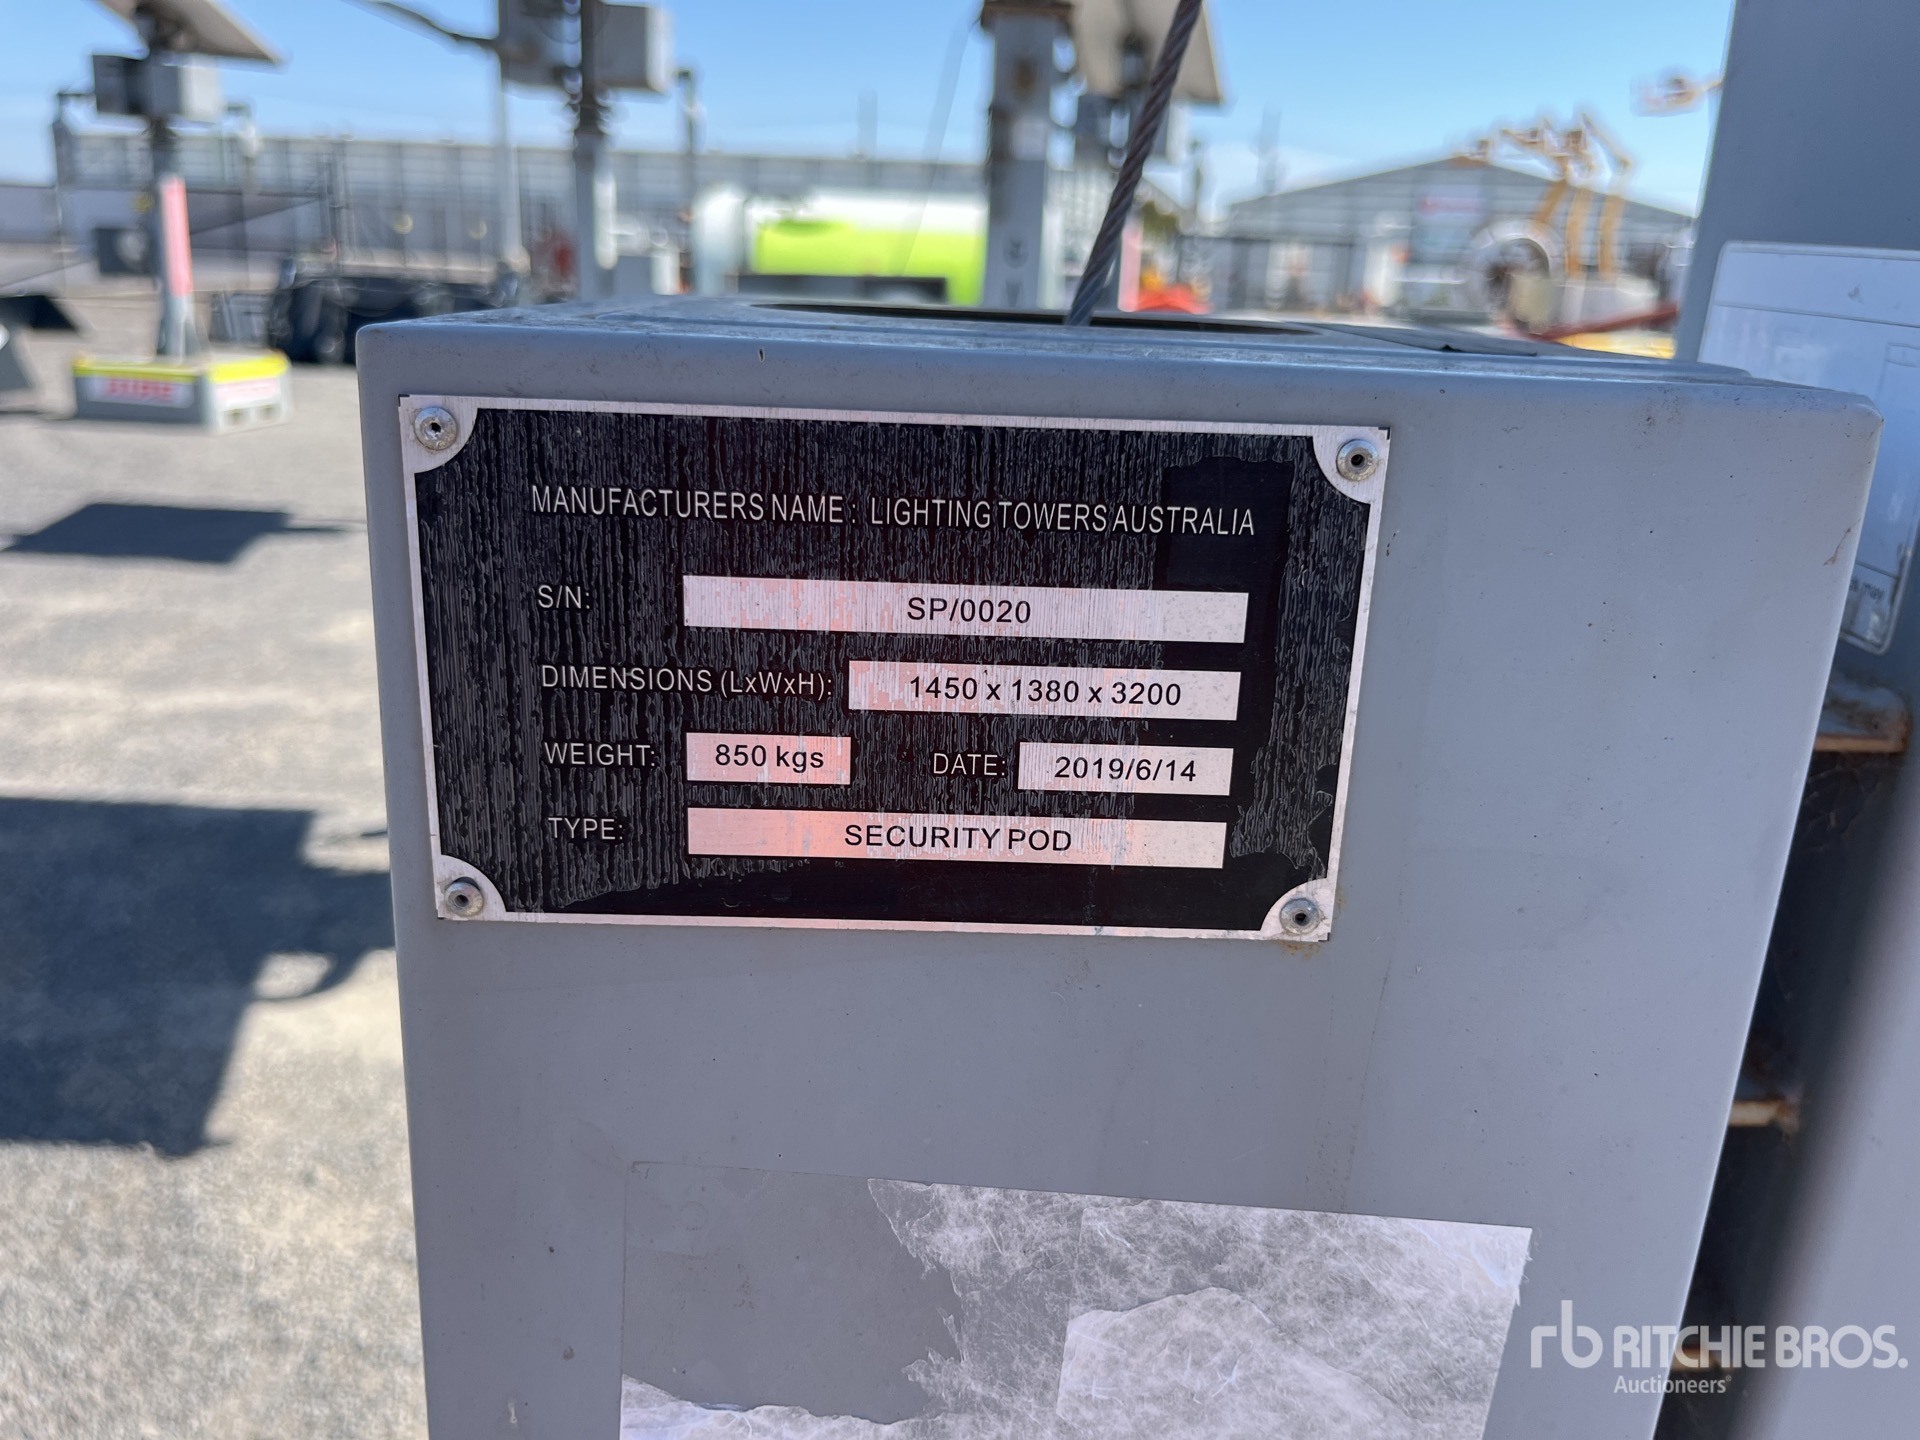 MANUFACTURERS NAME : LIGHTING TOWERS AUSTRALIA
S/N: SP/0020
DIMENSIONS (LxWxH): 1450 x 1380 x 3200
WEIGHT: 850 kgs DATE: 2019/6/14
TYPE: SECURITY POD
rb RITCHIE BROS.
Auctioneers